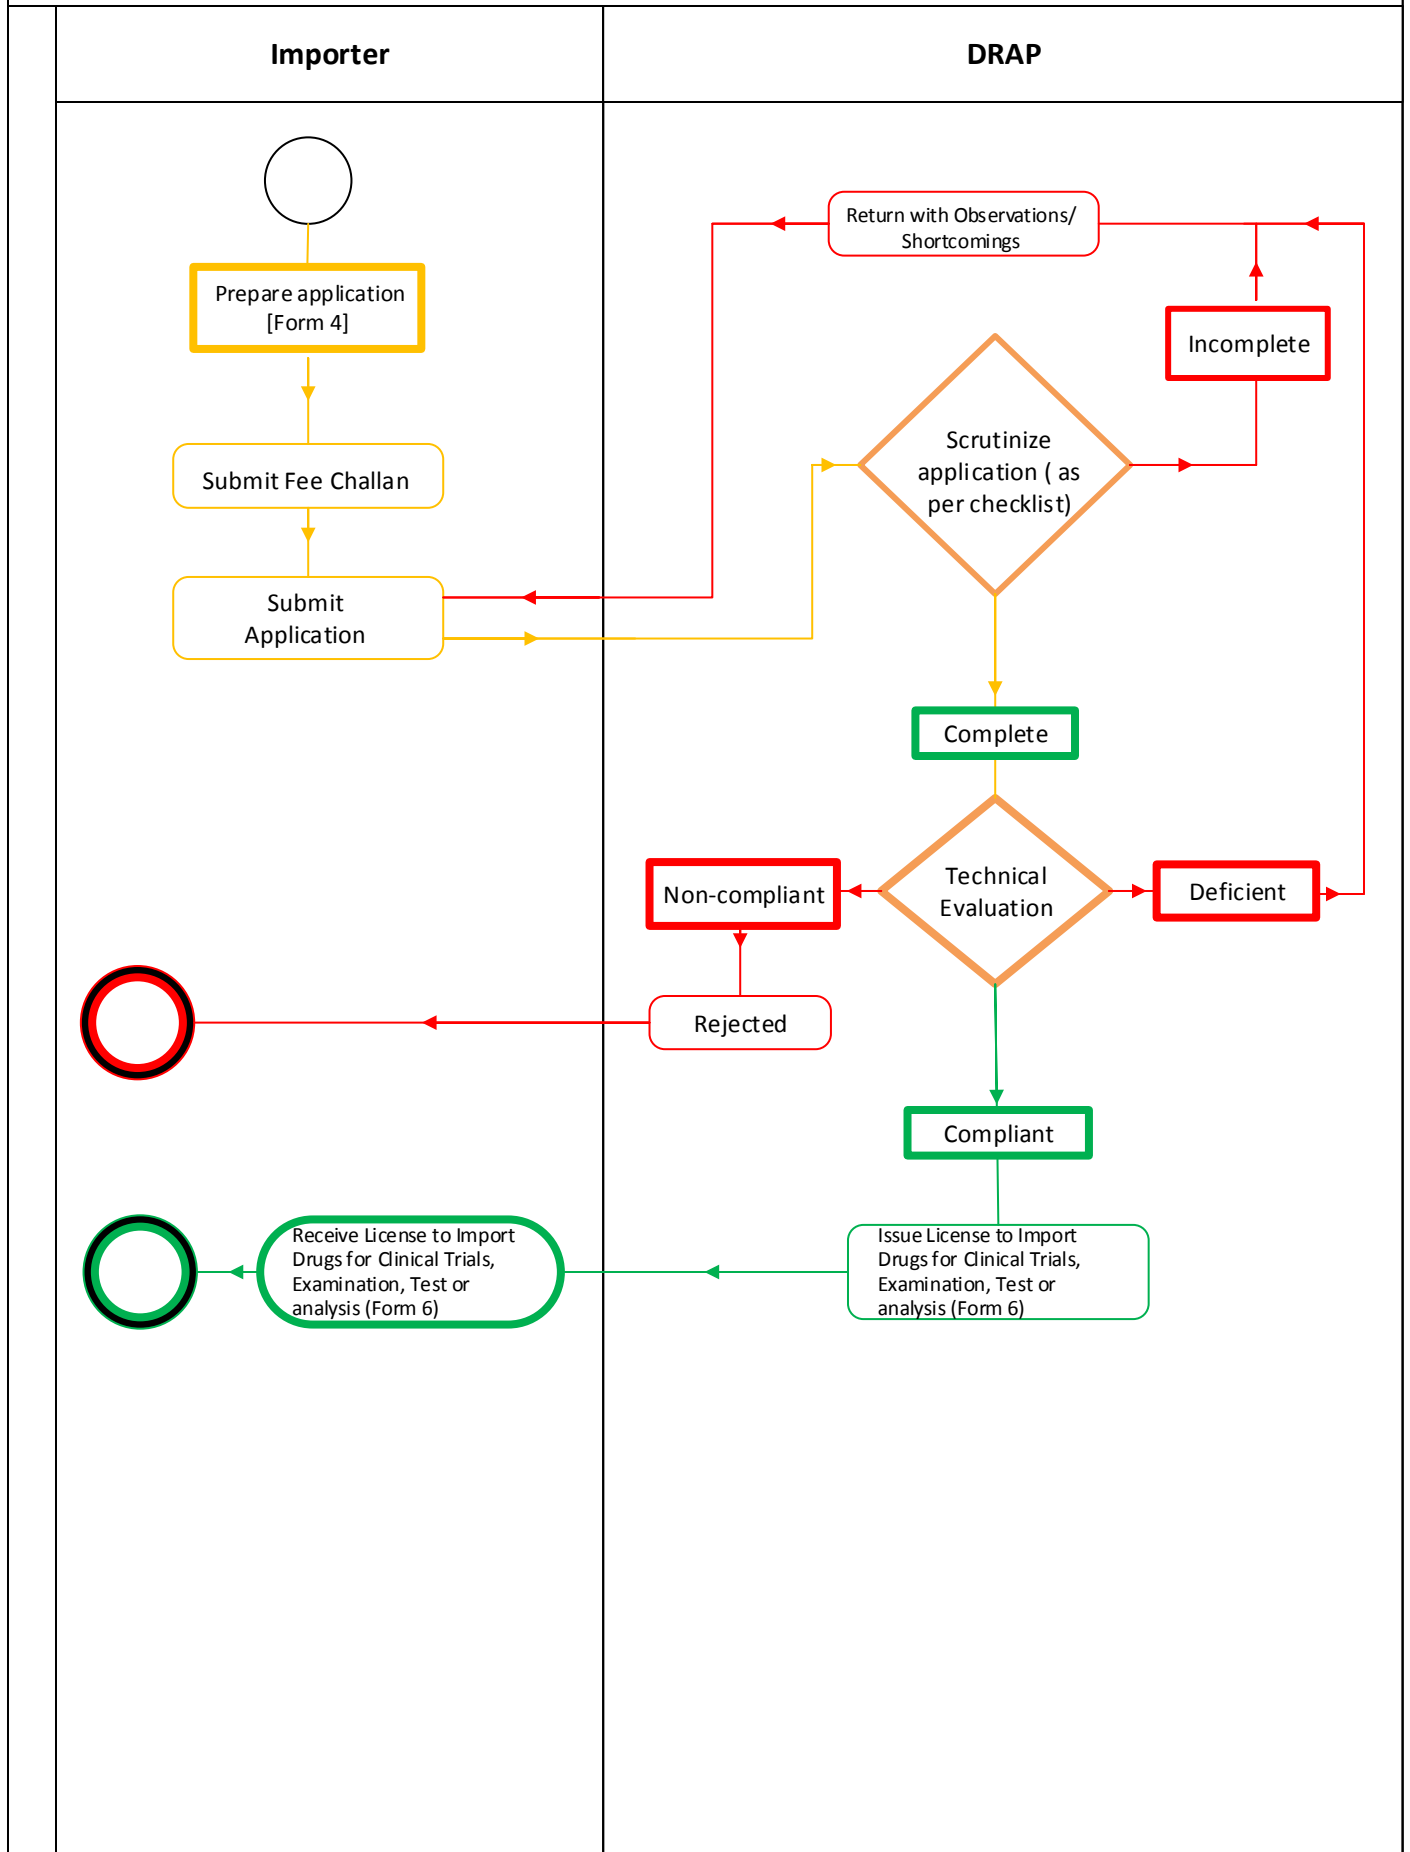 Importer
DRAP
Return with Observations/
Shortcomings
Prepare application
[Form 4]
Incomplete
Scrutinize
application ( as
per checklist)
Submit Fee Challan
Submit
Application
Complete
Technical
Evaluation
Non-compliant
Deficient
Rejected
Compliant
Receive License to Import
Drugs for Clinical Trials,
Examination, Test or
analysis (Form 6)
Issue License to Import
Drugs for Clinical Trials,
Examination, Test or
analysis (Form 6)